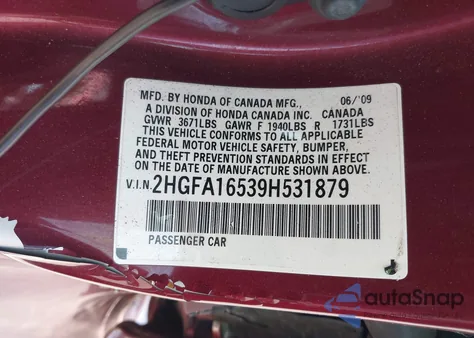 MFD. BY HONDA OF CANADA MFG., 06/'09
A DIVISION OF HONDA CANADA INC. CANADA
GVWR 3671LBS GAWR F 1940LBS R 1731LBS
THIS VEHICLE CONFORMS TO ALL APPLICABLE
FEDERAL MOTOR VEHICLE SAFETY, BUMPER,
AND THEFT PREVENTION STANDARDS IN EFFECT
ON THE DATE OF MANUFACTURE SHOWN ABOVE.
V.I.N. 2HGFA16539H531879
PASSENGER CAR
autoSnap